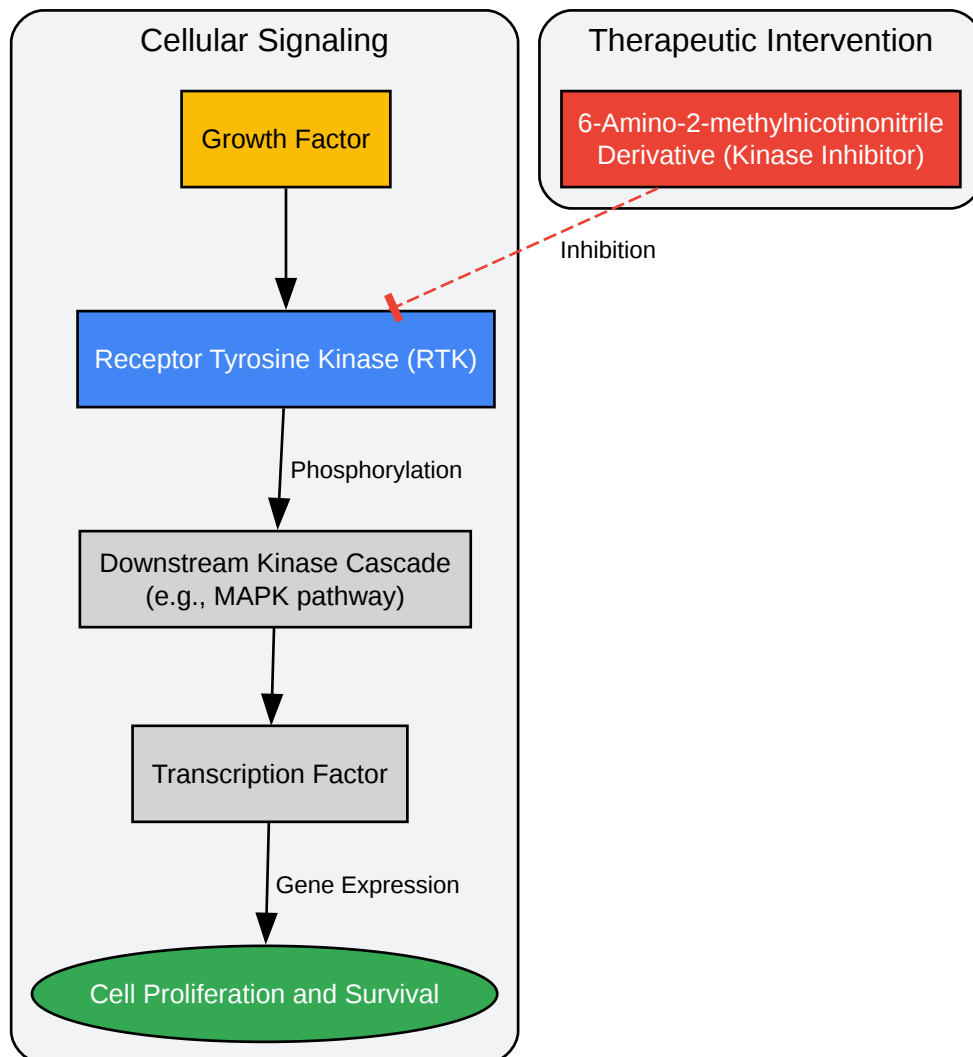 Cellular Signaling
Growth Factor
Receptor Tyrosine Kinase (RTK)
Phosphorylation
Downstream Kinase Cascade
(e.g., MAPK pathway)
Transcription Factor
Gene Expression
Cell Proliferation and Survival
Therapeutic Intervention
6-Amino-2-methylnicotinonitrile
Derivative (Kinase Inhibitor)
Inhibition